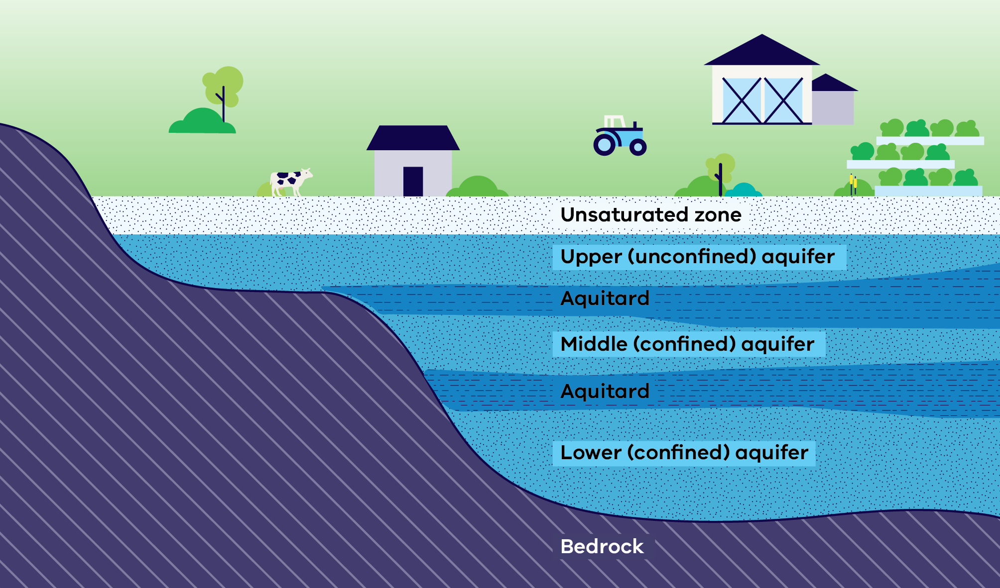 Unsaturated zone
Upper (unconfined) aquifer
Aquitard
Middle (confined) aquifer
Aquitard
Lower (confined) aquifer
Bedrock